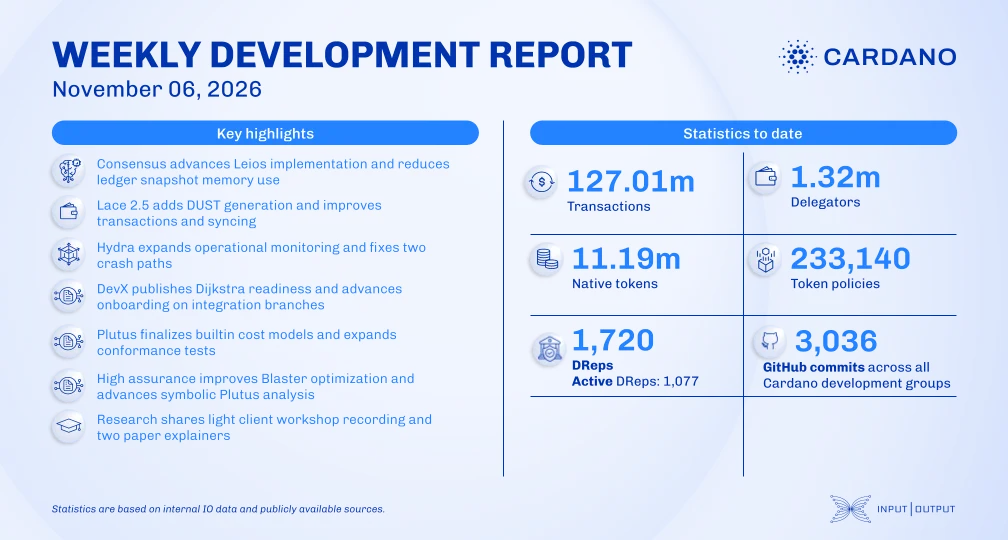 WEEKLY DEVELOPMENT REPORT
November 06, 2026
CARDANO
Key highlights
Consensus advances Leios implementation and reduces
ledger snapshot memory use
Lace 2.5 adds DUST generation and improves
transactions and syncing
Hydra expands operational monitoring and fixes two
crash paths
DevX publishes Dijkstra readiness and advances
onboarding on integration branches
Plutus finalizes builtin cost models and expands
conformance tests
High assurance improves Blaster optimization and
advances symbolic Plutus analysis
Research shares light client workshop recording and
two paper explainers
Statistics to date
127.01m
Transactions
1.32m
Delegators
11.19m
Native tokens
233,140
Token policies
1,720
DReps
Active DReps: 1,077
3,036
GitHub commits across all
Cardano development groups
Statistics are based on internal IO data and publicly available sources.
INPUT | OUTPUT